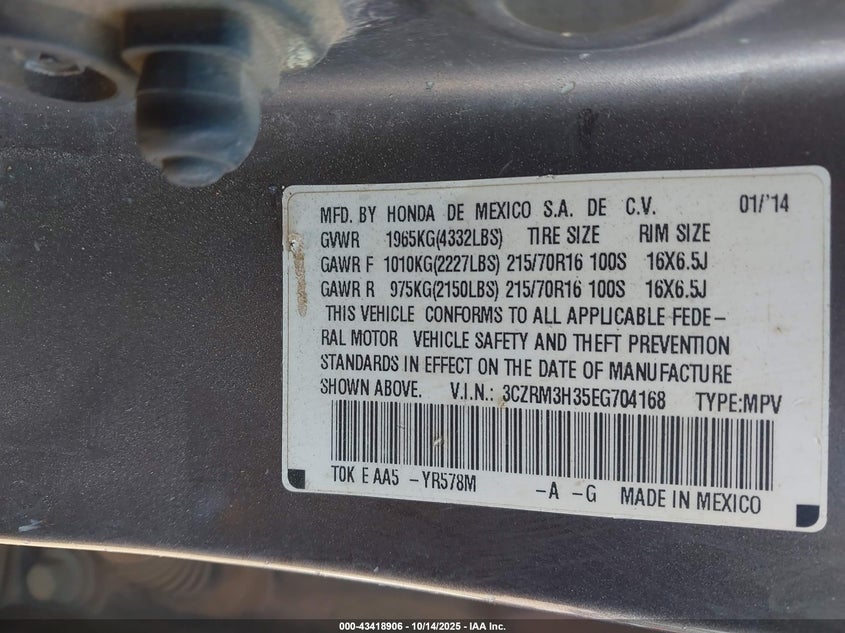 MFD. BY HONDA DE MEXICO S.A. DE C.V. 01/'14
GVWR 1965KG(4332LBS) TIRE SIZE RIM SIZE
GAWR F 1010KG(2227LBS) 215/70R16 100S 16X6.5J
GAWR R 975KG(2150LBS) 215/70R16 100S 16X6.5J
THIS VEHICLE CONFORMS TO ALL APPLICABLE FEDE-
RAL MOTOR VEHICLE SAFETY AND THEFT PREVENTION
STANDARDS IN EFFECT ON THE DATE OF MANUFACTURE
SHOWN ABOVE. V.I.N.: 3CZRM3H35EG704168 TYPE:MPV
TOK E AA5 -YR578M -A -G MADE IN MEXICO
000-43418906 - 10/14/2025 - IAA Inc.